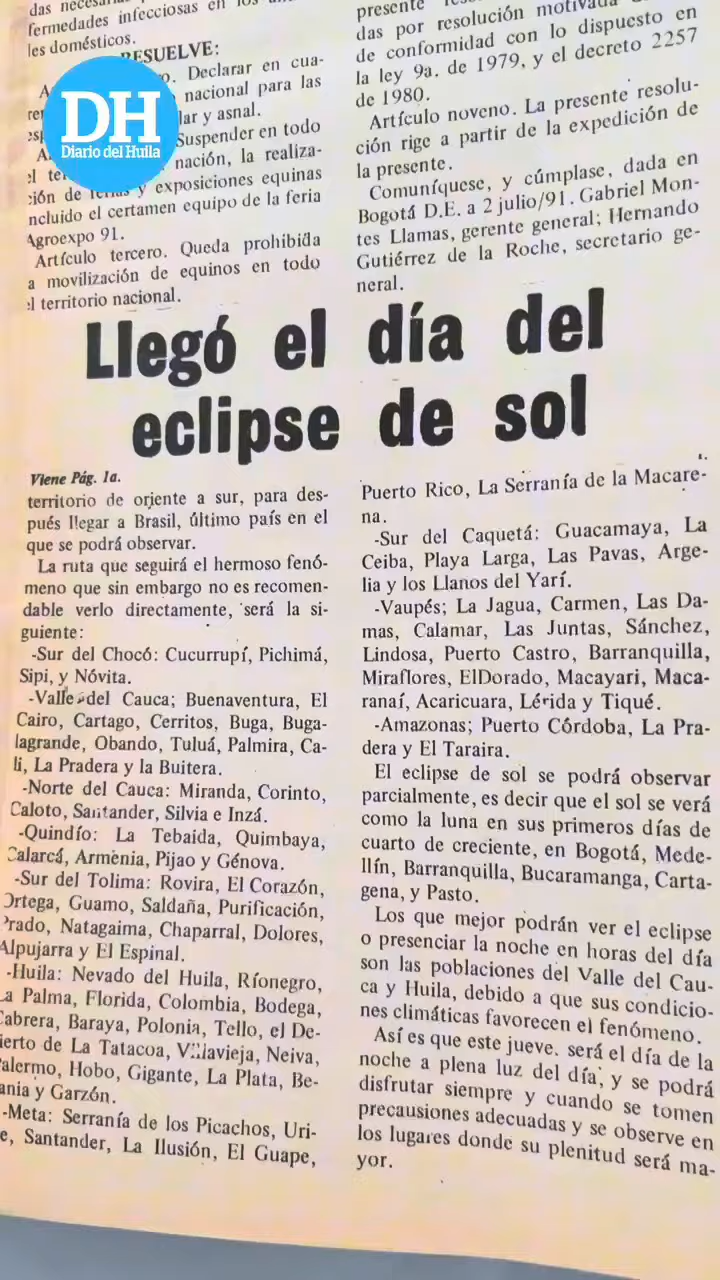 das
fermedades infecciosas en los
les domésticos.
RESUELVE:
Declarar en cua-
nacional para las
lar y asnal.
Suspender en todo
nación, la realiza-
ción de ferias y exposiciones equinas
ncluido el certamen equipo de la feria
Agroexpo 91.
Artículo tercero. Queda prohibida
a movilización de equinos en todo
el territorio nacional.
DH
Diario del Huila
presente
das por resolución motivada
de conformidad con lo dispuesto en
la ley 9a. de 1979, y el decreto 2257
de 1980.
Artículo noveno. La presente resolu-
ción rige a partir de la expedición de
la presente.
Comuníquese, y cúmplase, dada en
Bogotá D.E. a 2 julio/91. Gabriel Mon-
tes Llamas, gerente general; Hernando
Gutiérrez de la Roche, secretario ge-
neral.
Llegó el día del
eclipse de sol
Viene Pág. 1a.
territorio de oriente a sur, para des-
pués llegar a Brasil, último país en el
que se podrá observar.
La ruta que seguirá el hermoso fenó-
meno que sin embargo no es recomen-
dable verlo directamente, será la si-
guiente:
-Sur del Chocó: Cucurrupí, Pichimá,
Sipi, y Nóvita.
-Valle del Cauca; Buenaventura, El
Cairo, Cartago, Cerritos, Buga, Buga-
lagrande, Obando, Tuluá, Palmira, Ca-
li, La Pradera y la Buitera.
-Norte del Cauca: Miranda, Corinto,
Caloto, Santander, Silvia e Inzá.
-Quindío: La Tebaida, Quimbaya,
Calarcá, Armenia, Pijao y Génova.
-Sur del Tolima: Rovira, El Corazón,
Ortega, Guamo, Saldaña, Purificación,
Prado, Natagaima, Chaparral, Dolores,
Alpujarra y El Espinal.
-Huila: Nevado del Huila, Ríonegro,
La Palma, Florida, Colombia, Bodega,
Cabrera, Baraya, Polonia, Tello, el De-
ierto de La Tatacoa, Villavieja, Neiva,
Palermo, Hobo, Gigante, La Plata, Be-
ania y Garzón.
-Meta: Serranía de los Picachos, Uri-
e, Santander, La Ilusión, El Guape,
Puerto Rico, La Serranía de la Macare-
na.
-Sur del Caquetá: Guacamaya, La
Ceiba, Playa Larga, Las Pavas, Arge-
lia y los Llanos del Yarí.
-Vaupés; La Jagua, Carmen, Las Da-
mas, Calamar, Las Juntas, Sánchez,
Lindosa, Puerto Castro, Barranquilla,
Miraflores, ElDorado, Macayari, Maca-
ranaí, Acaricuara, Lérida y Tiqué.
-Amazonas; Puerto Córdoba, La Pra-
dera y El Taraira.
El eclipse de sol se podrá observar
parcialmente, es decir que el sol se verá
como la luna en sus primeros días de
cuarto de creciente, en Bogotá, Mede-
llín, Barranquilla, Bucaramanga, Carta-
gena, y Pasto.
Los que mejor podrán ver el eclipse
o presenciar la noche en horas del día
son las poblaciones del Valle del Cau-
ca y Huila, debido a que sus condicio-
nes climáticas favorecen el fenómeno.
Así es que este jueve. será el día de la
noche a plena luz del día, y se podrá
disfrutar siempre y cuando se tomen
precausiones adecuadas y se observe en
los lugares donde su plenitud será ma-
yor.